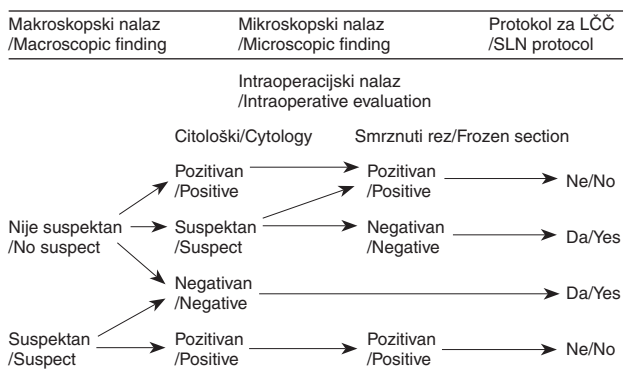 Makroskopski nalaz Mikroskopski nalaz Protokol za LČČ
/Macroscopic finding /Microscopic finding /SLN protocol
Intraoperacijski nalaz
/Intraoperative evaluation
Citološki/Cytology Smrznuti rez/Frozen section
Pozitivan Pozitivan
/Positive /Positive Ne/No
Nije suspektan Suspektan Negativan
/No suspect /Suspect /Negative Da/Yes
Negativan
/Negative Da/Yes
Suspektan Pozitivan Pozitivan
/Suspect /Positive /Positive Ne/No